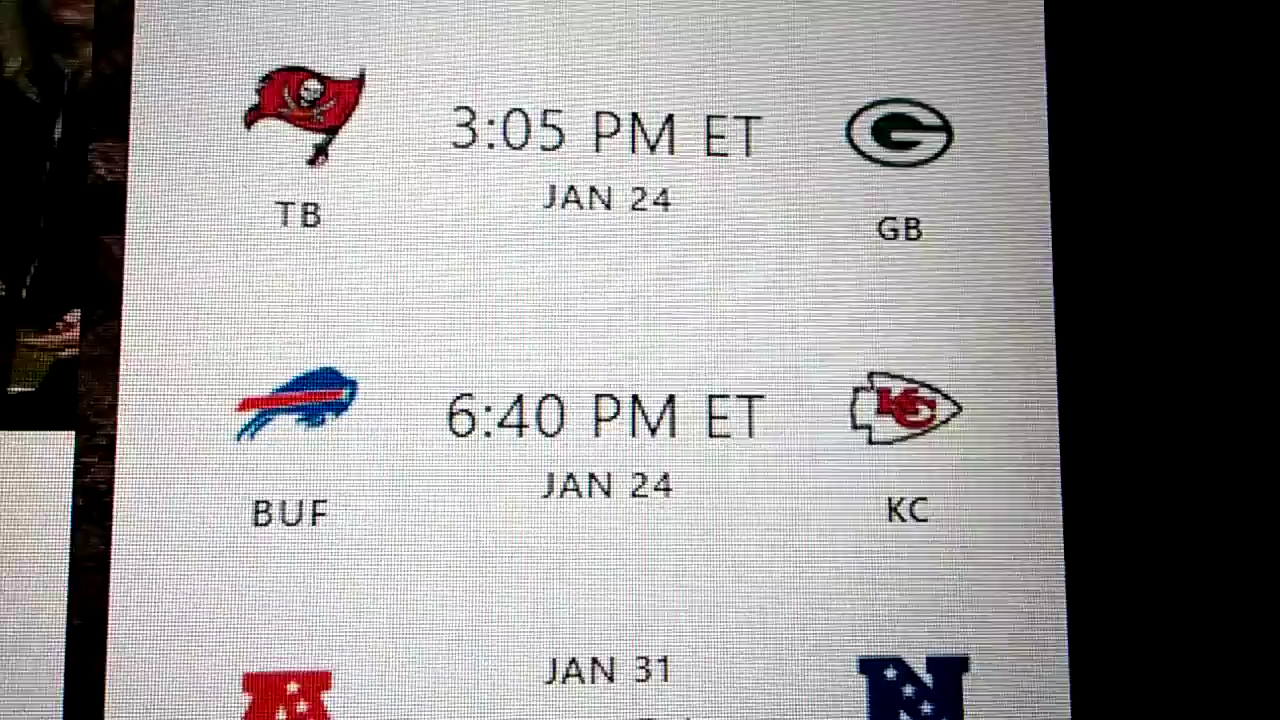 3:05 PM ET
JAN 24
TB
GB
6:40 PM ET
JAN 24
BUF
KC
JAN 31